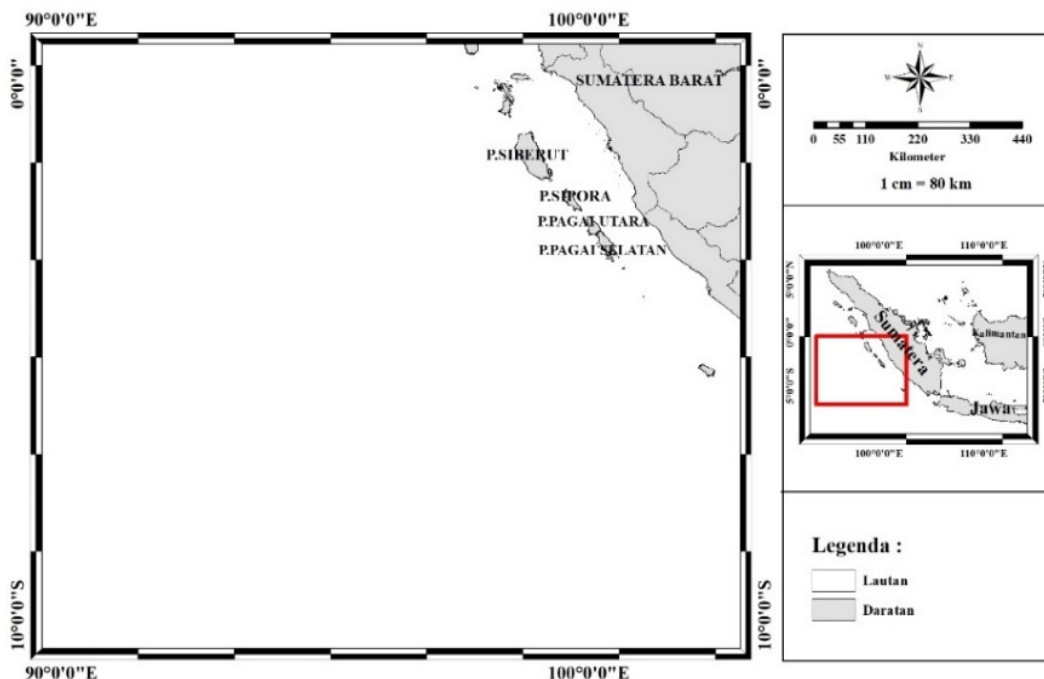 90°0'0"E 100°0'0"E
0°0'0" 0°0'0"
SUMATERA BARAT
P.SIBERUT
P.SIPORA
P.PAGAI UTARA
P.PAGAI SELATAN
10°0'0"S 10°0'0"S
90°0'0"E 100°0'0"E
N
W E
S
0 55 110 220 330 440
Kilometer
1 cm = 80 km
100°0'0"E 110°0'0"E
5°0'0"N
0°0'0"
5°0'0"S
Sumatera
Kalimantan
Jawa
100°0'0"E 110°0'0"E
Legenda :
Lautan
Daratan